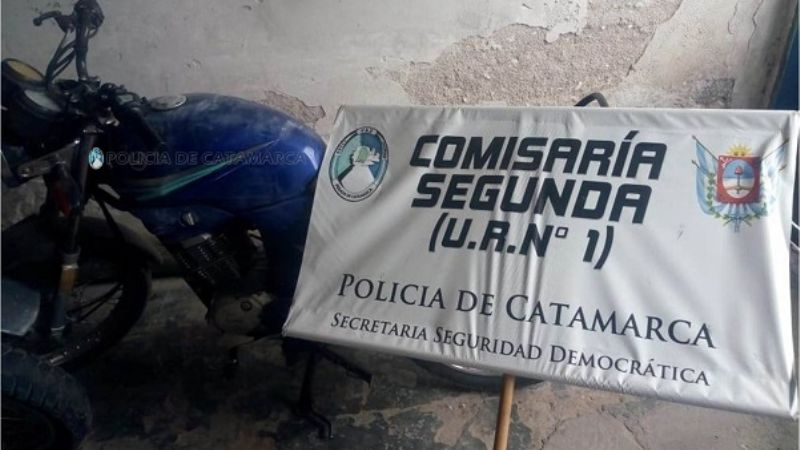 POLICIA DE CATAMARCA
COMISARÍA
SEGUNDA
(U.R.N° 1)
POLICIA DE CATAMARCA
SECRETARIA SEGURIDAD DEMOCRÁTICA